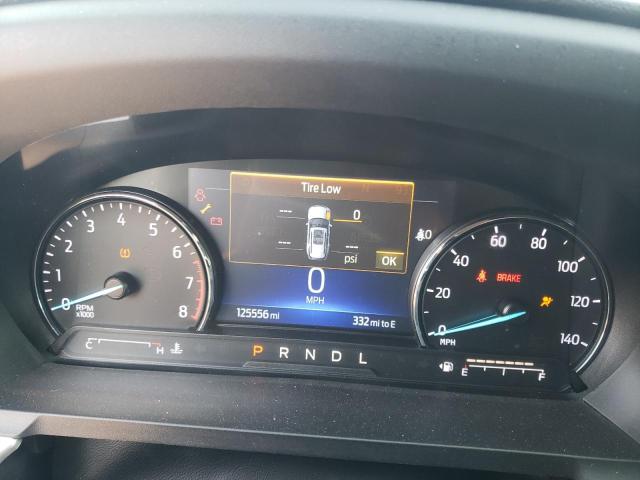 Tire Low
--- 0
--- ---
psi OK
0
MPH
125556 mi 332 mi to E
0 1 2 3 4 5 6 7 8
RPM
x1000
0 20 40 60 80 100 120 140
MPH
BRAKE
C H
P R N D L
E F